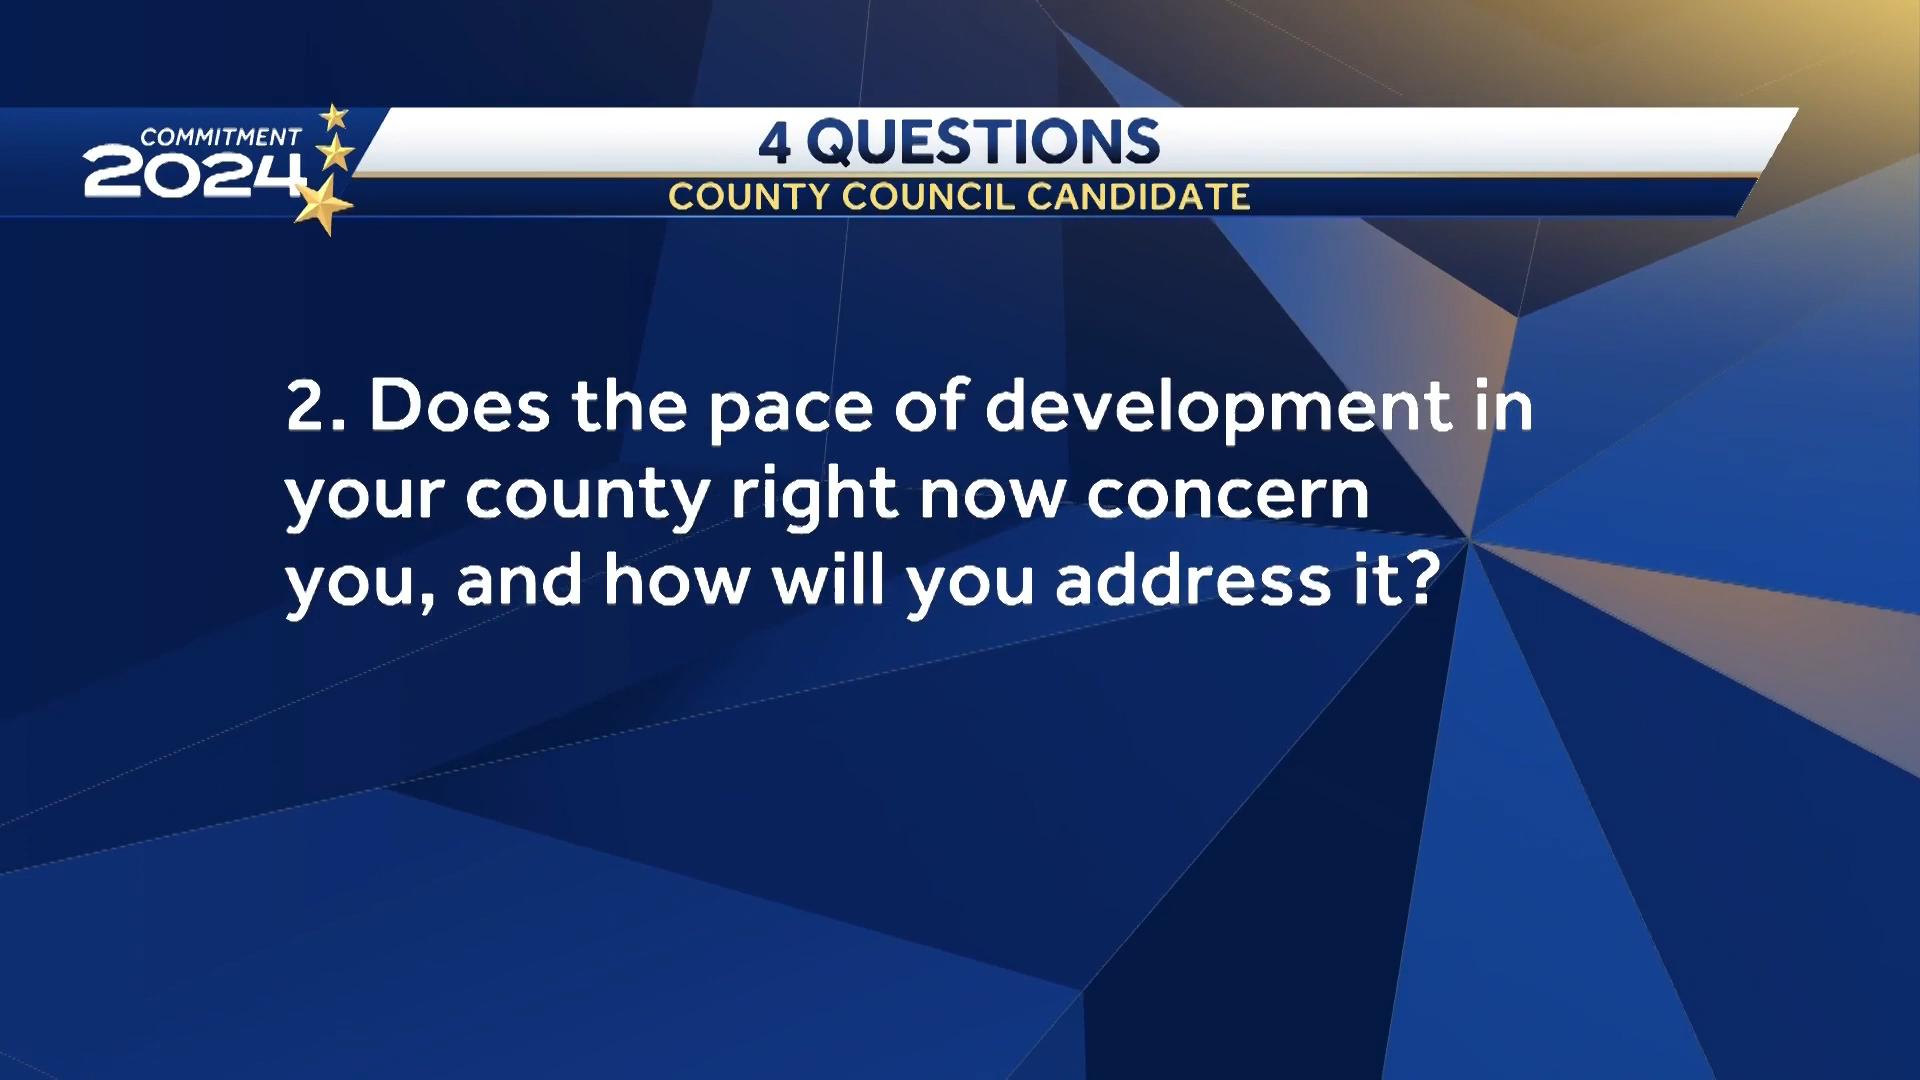 COMMITMENT
2024
4 QUESTIONS
COUNTY COUNCIL CANDIDATE
2. Does the pace of development in
your county right now concern
you, and how will you address it?